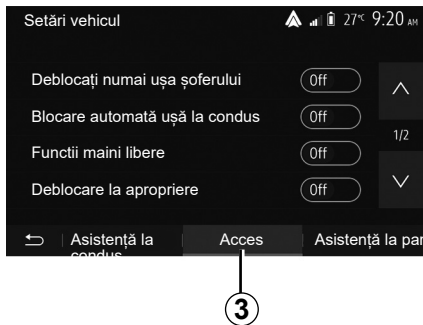 Setări vehicul 27°C 9:20 AM
Deblocați numai ușa șoferului Off
Blocare automată ușă la condus Off
1/2
Functii maini libere Off
Deblocare la apropriere Off
Asistență la condus Acces Asistență la par
3